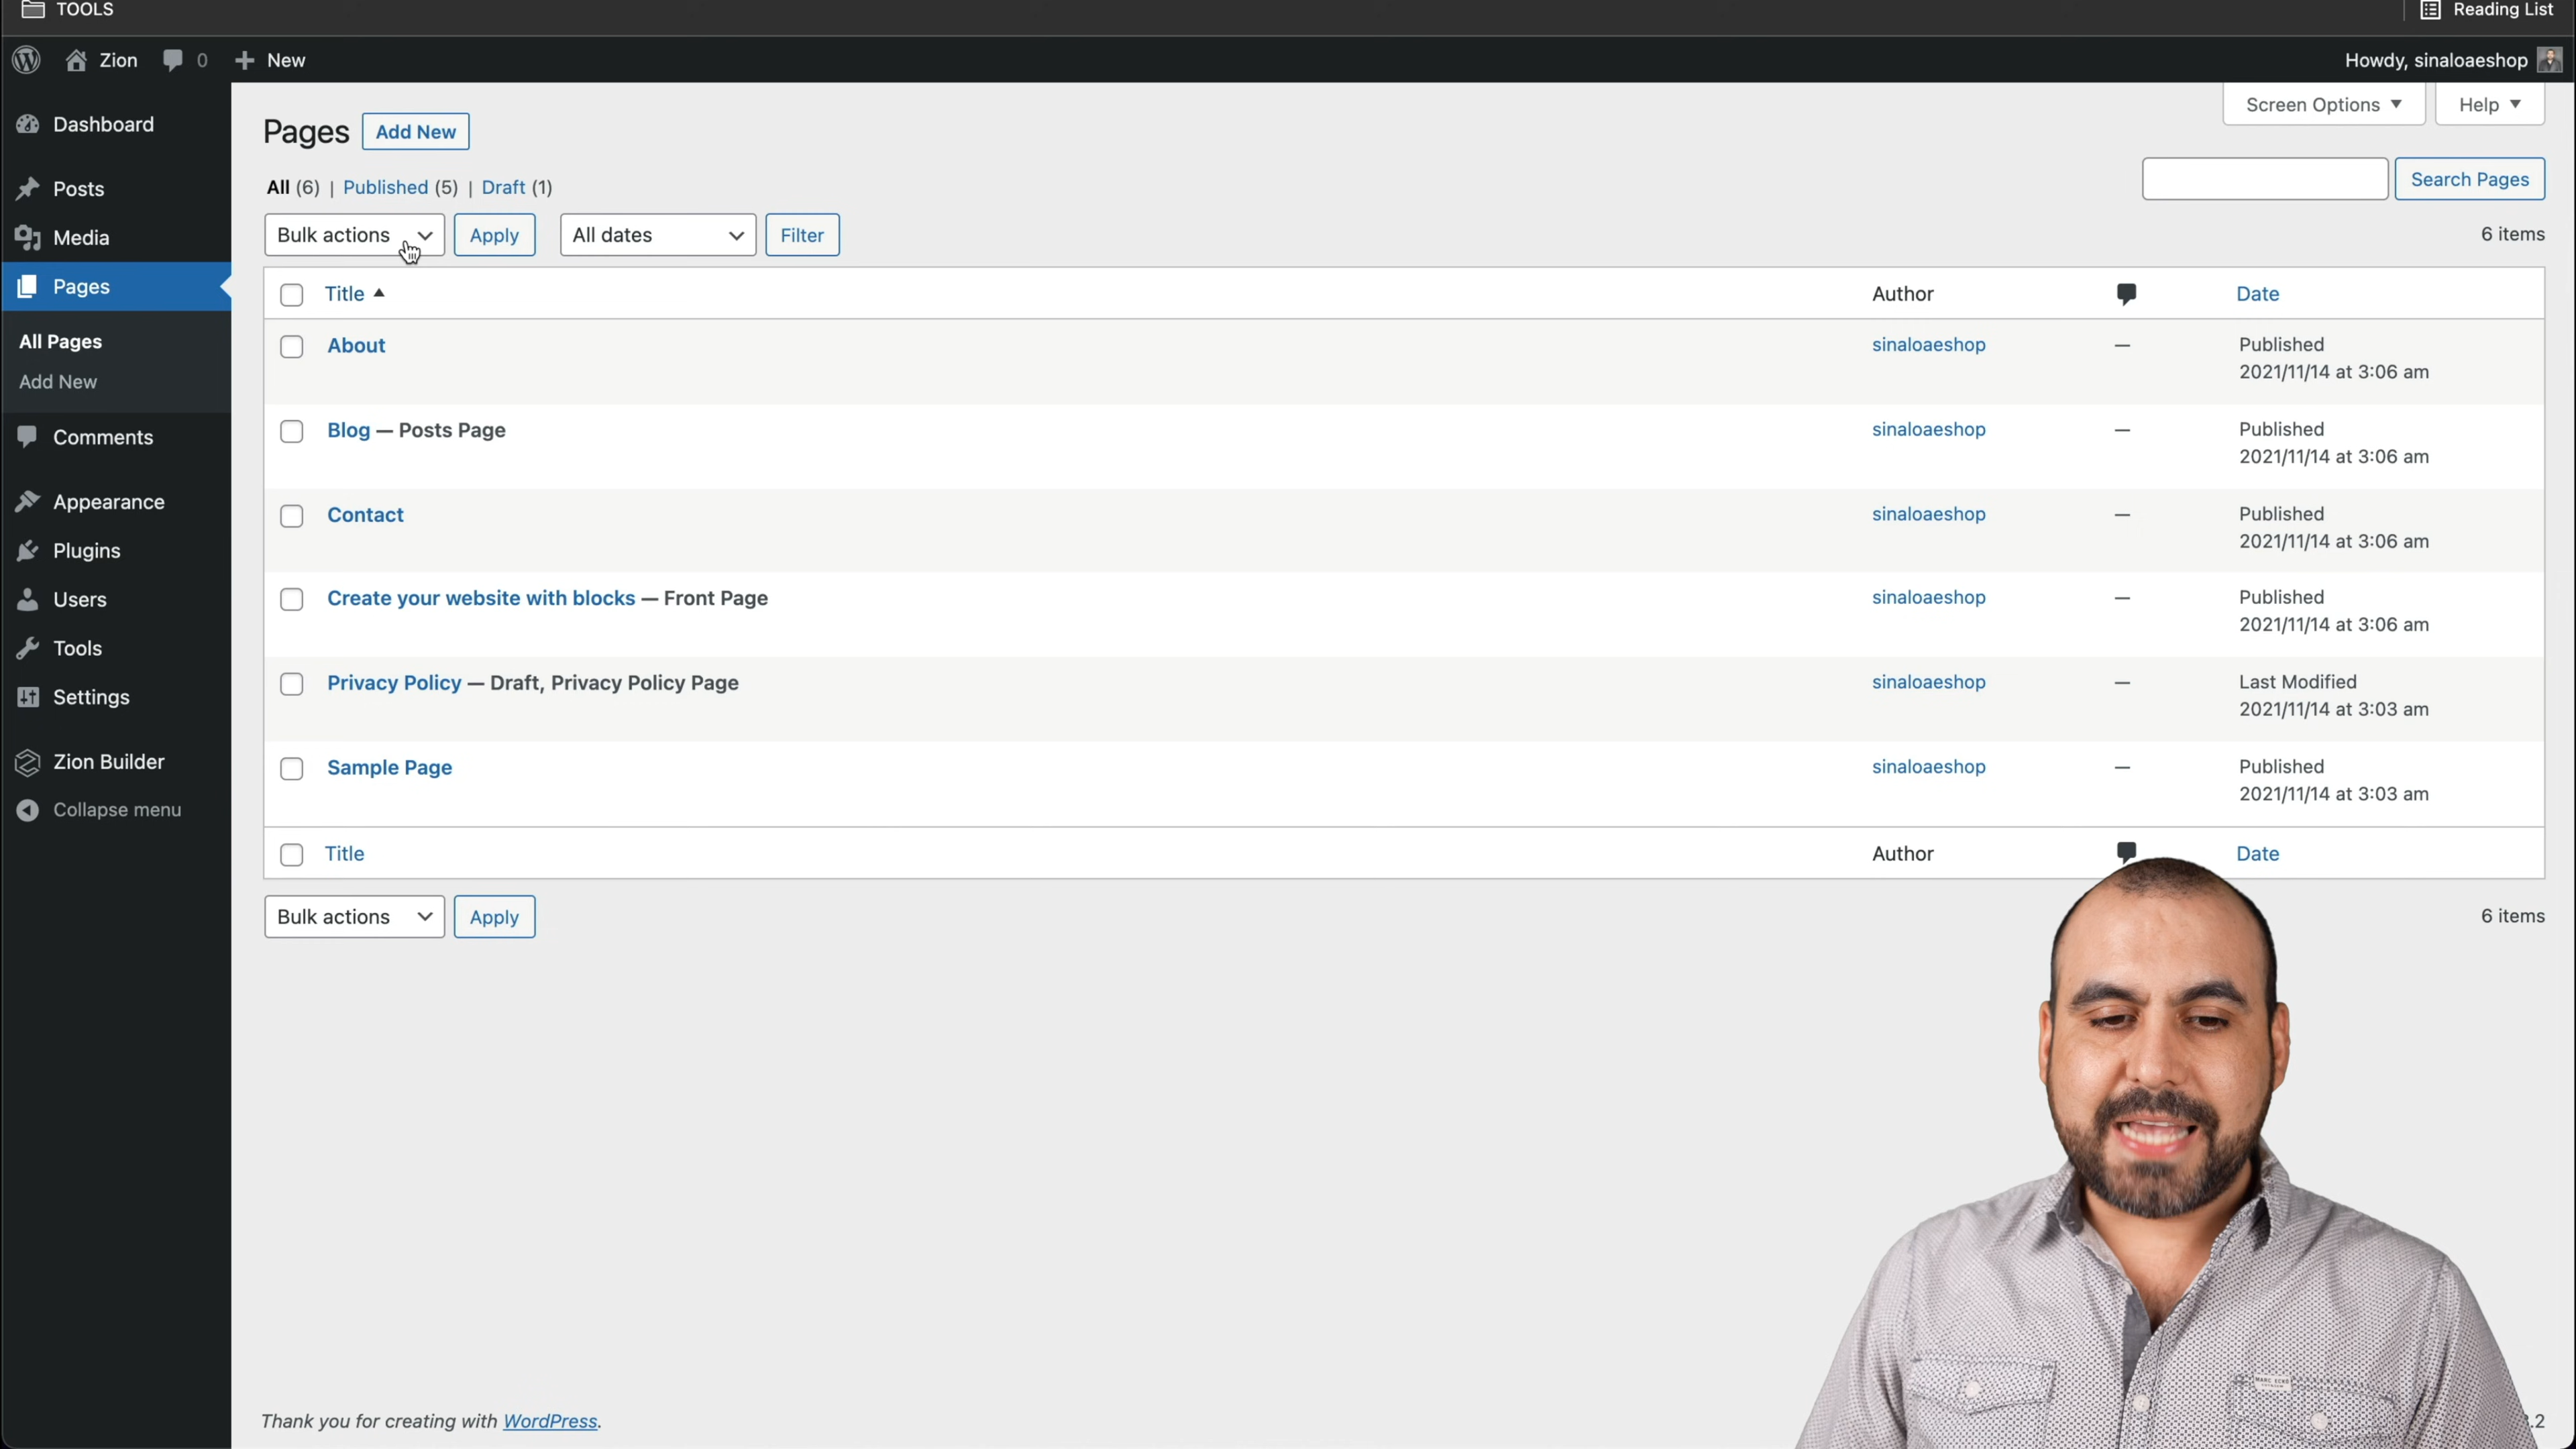 TOOLS
Reading List
Zion
0
New
Howdy, sinaloaeshop
Dashboard
Posts
Media
Pages
All Pages
Add New
Comments
Appearance
Plugins
Users
Tools
Settings
Zion Builder
Collapse menu
Screen Options
Help
Pages
Add New
All (6) | Published (5) | Draft (1)
Search Pages
Bulk actions
Apply
All dates
Filter
6 items
Title
Author
Date
About
sinaloaeshop
—
Published
2021/11/14 at 3:06 am
Blog — Posts Page
sinaloaeshop
—
Published
2021/11/14 at 3:06 am
Contact
sinaloaeshop
—
Published
2021/11/14 at 3:06 am
Create your website with blocks — Front Page
sinaloaeshop
—
Published
2021/11/14 at 3:06 am
Privacy Policy — Draft, Privacy Policy Page
sinaloaeshop
—
Last Modified
2021/11/14 at 3:03 am
Sample Page
sinaloaeshop
—
Published
2021/11/14 at 3:03 am
Title
Author
Date
Bulk actions
Apply
6 items
MARC ECKO
Thank you for creating with WordPress.
.2